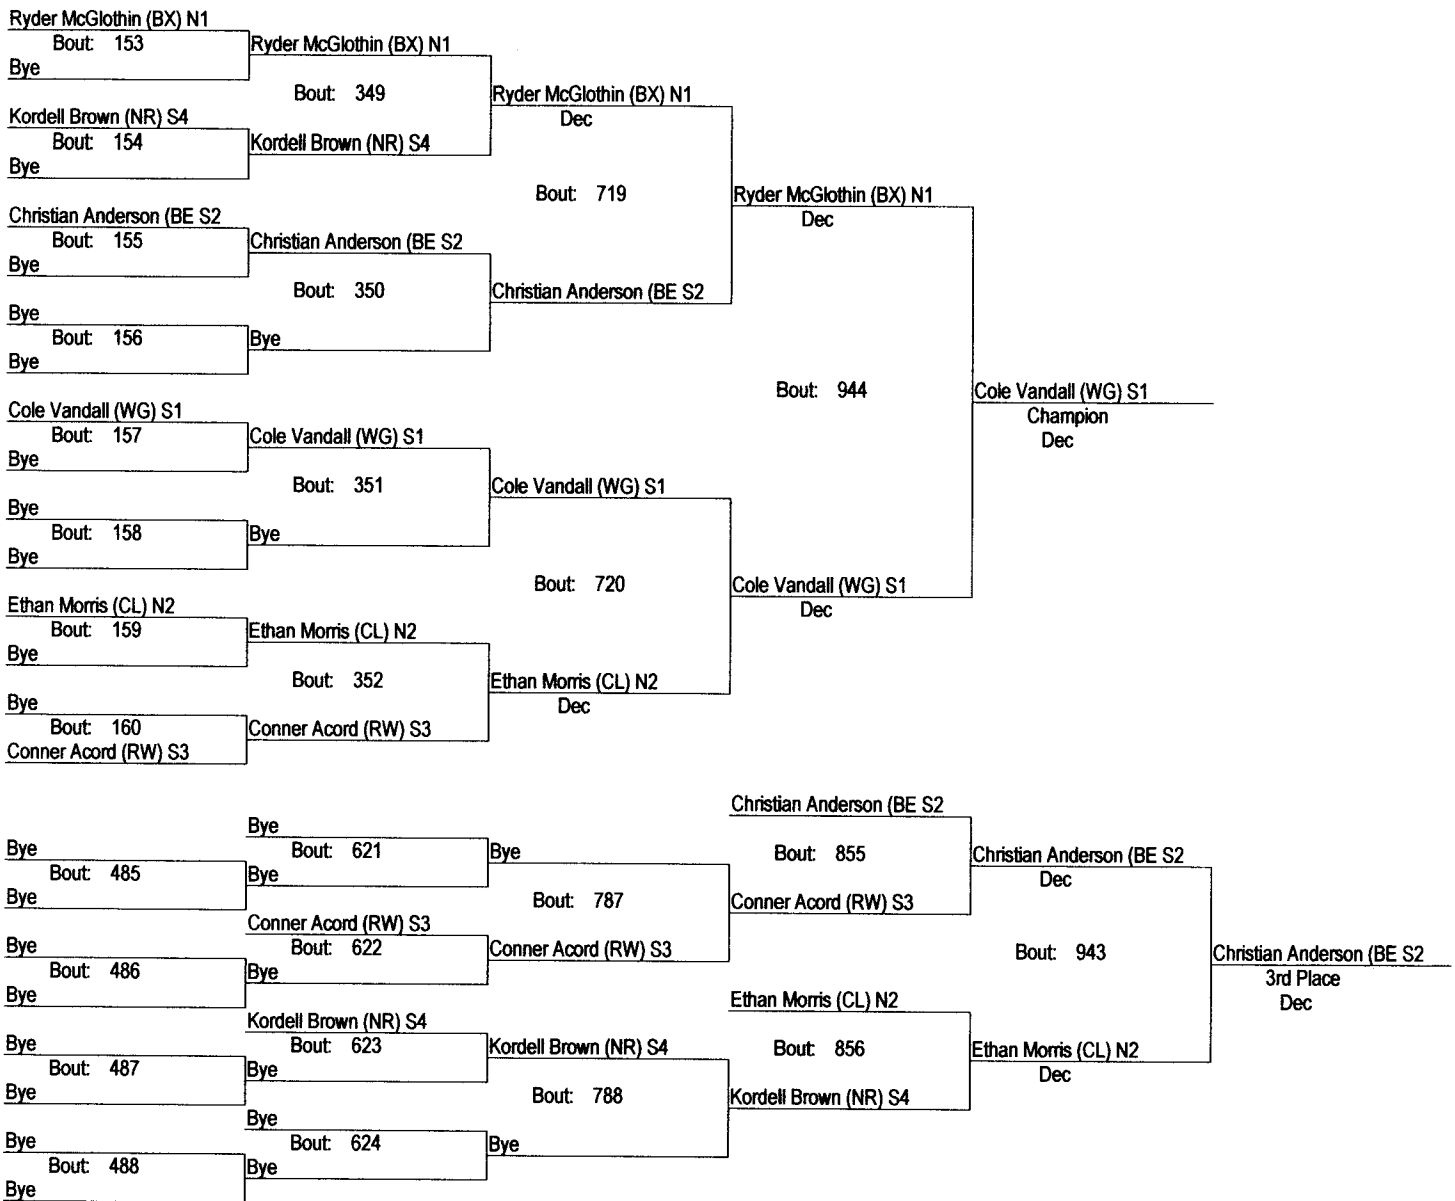 Ryder McGlothin (BX) N1
Bout: 153
Bye
Ryder McGlothin (BX) N1
Bout: 349
Kordell Brown (NR) S4
Bout: 154
Bye
Kordell Brown (NR) S4
Ryder McGlothin (BX) N1
Dec
Bout: 719
Christian Anderson (BE S2
Bout: 155
Bye
Christian Anderson (BE S2
Bout: 350
Bye
Bout: 156
Bye
Bye
Christian Anderson (BE S2
Ryder McGlothin (BX) N1
Dec
Bout: 944
Cole Vandall (WG) S1
Bout: 157
Bye
Cole Vandall (WG) S1
Bout: 351
Bye
Bout: 158
Bye
Bye
Cole Vandall (WG) S1
Bout: 720
Ethan Morris (CL) N2
Bout: 159
Bye
Ethan Morris (CL) N2
Bout: 352
Bye
Bout: 160
Conner Acord (RW) S3
Conner Acord (RW) S3
Ethan Morris (CL) N2
Dec
Cole Vandall (WG) S1
Dec
Cole Vandall (WG) S1
Champion
Dec
Bye
Bout: 485
Bye
Bye
Bout: 621
Bye
Bye
Bout: 787
Bye
Bout: 486
Bye
Conner Acord (RW) S3
Bout: 622
Bye
Conner Acord (RW) S3
Christian Anderson (BE S2
Bout: 855
Conner Acord (RW) S3
Christian Anderson (BE S2
Dec
Bout: 943
Bye
Bout: 487
Bye
Kordell Brown (NR) S4
Bout: 623
Bye
Kordell Brown (NR) S4
Bout: 788
Bye
Bout: 488
Bye
Bye
Bout: 624
Bye
Bye
Ethan Morris (CL) N2
Bout: 856
Kordell Brown (NR) S4
Ethan Morris (CL) N2
Dec
Christian Anderson (BE S2
3rd Place
Dec